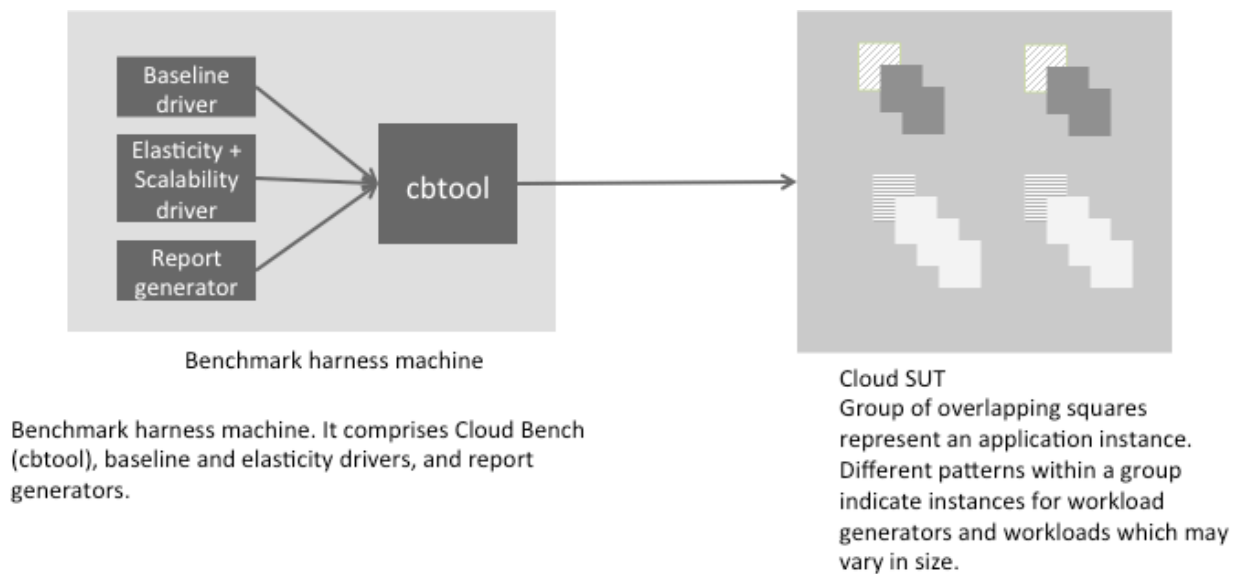 Baseline
driver
Elasticity +
Scalability
driver
Report
generator
cbtool
Benchmark harness machine
Benchmark harness machine. It comprises Cloud Bench
(cbtool), baseline and elasticity drivers, and report
generators.
Cloud SUT
Group of overlapping squares
represent an application instance.
Different patterns within a group
indicate instances for workload
generators and workloads which may
vary in size.